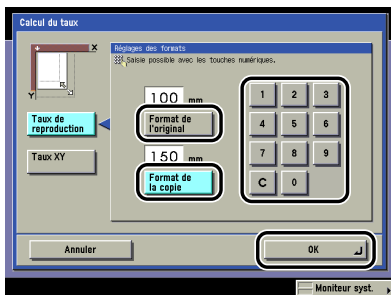 Calcul du taux
X
Réglages des formats
Saisie possible avec les touches numériques.
Y
100 mm
Format de
l'original
Taux de
reproduction
150 mm
Format de
la copie
Taux XY
1 2 3
4 5 6
7 8 9
C 0
Annuler
OK
Moniteur syst.